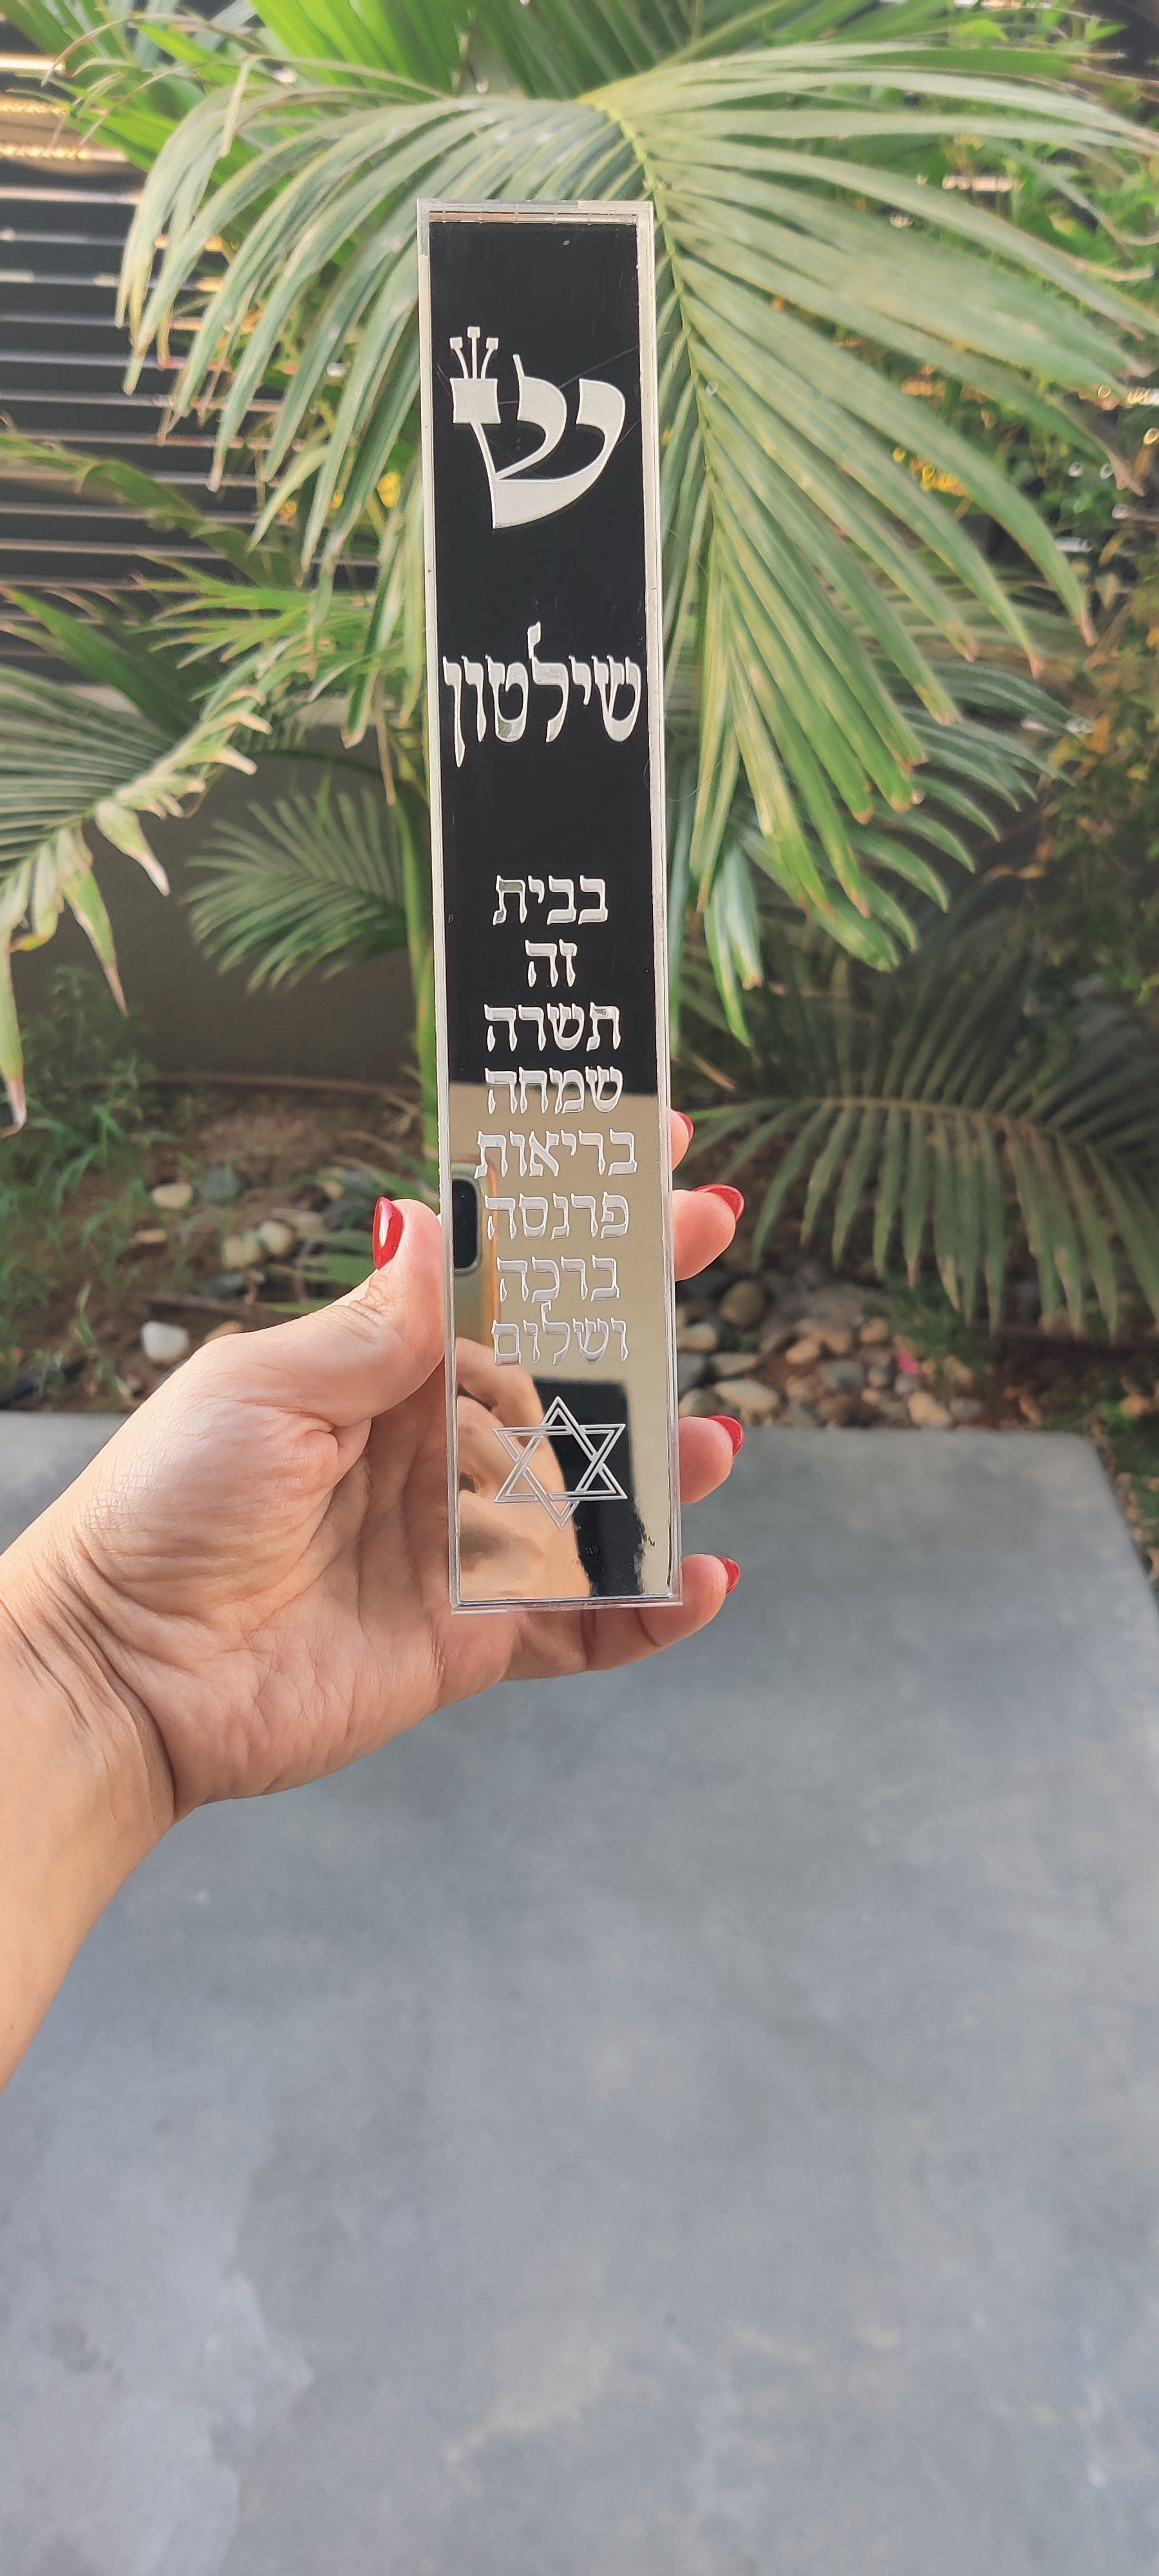 ש
שילטון
בבית
זה
תשרה
שמחה
בריאות
פרנסה
ברכה
ושלום